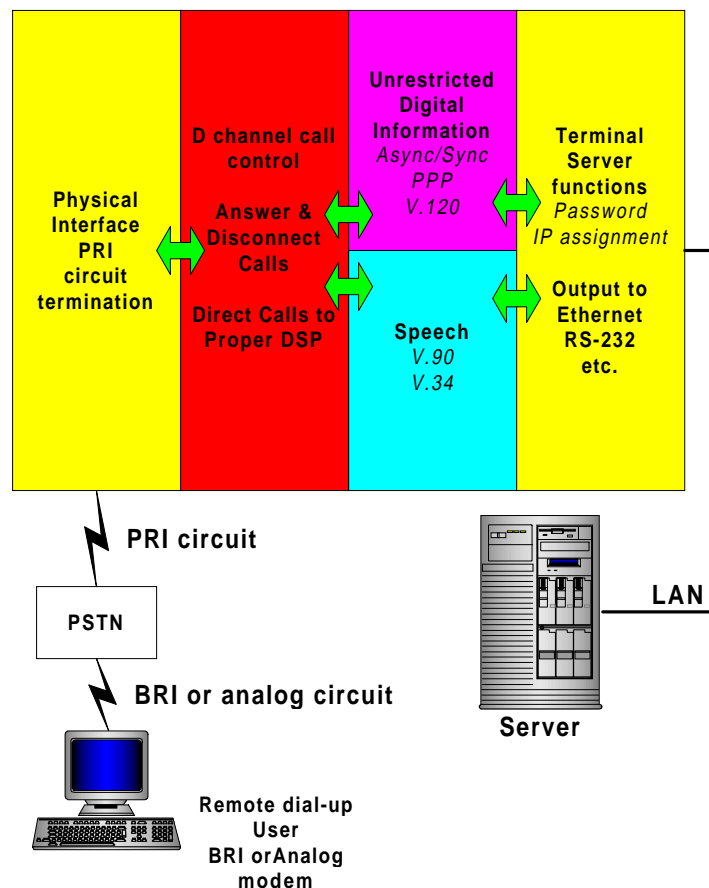 Physical
Interface
PRI
circuit
termination
D channel call
control
Answer &
Disconnect
Calls
Direct Calls to
Proper DSP
Unrestricted
Digital
Information
Async/Sync
PPP
V.120
Speech
V.90
V.34
Terminal
Server
functions
Password
IP assignment
Output to
Ethernet
RS-232
etc.
PRI circuit
PSTN
BRI or analog circuit
Remote dial-up
User
BRI orAnalog
modem
LAN
Server